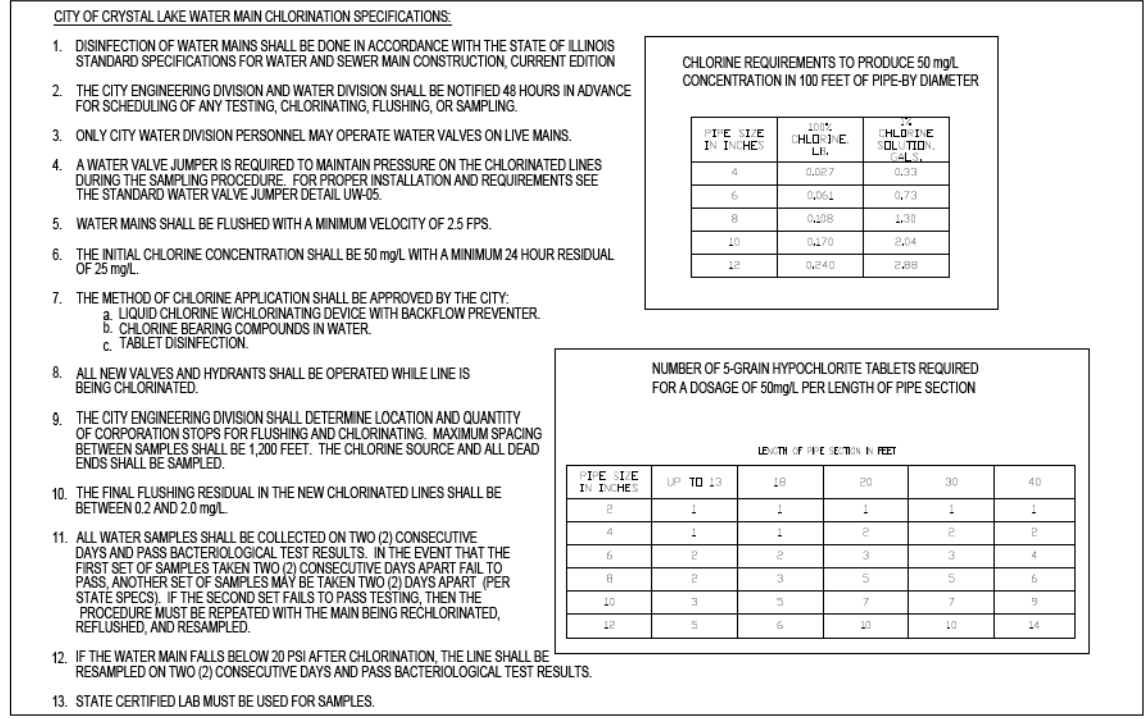 CITY OF CRYSTAL LAKE WATER MAIN CHLORINATION SPECIFICATIONS:
1. DISINFECTION OF WATER MAINS SHALL BE DONE IN ACCORDANCE WITH THE STATE OF ILLINOIS
STANDARD SPECIFICATIONS FOR WATER AND SEWER MAIN CONSTRUCTION, CURRENT EDITION
2. THE CITY ENGINEERING DIVISION AND WATER DIVISION SHALL BE NOTIFIED 48 HOURS IN ADVANCE
FOR SCHEDULING OF ANY TESTING, CHLORINATING, FLUSHING, OR SAMPLING.
3. ONLY CITY WATER DIVISION PERSONNEL MAY OPERATE WATER VALVES ON LIVE MAINS.
4. A WATER VALVE JUMPER IS REQUIRED TO MAINTAIN PRESSURE ON THE CHLORINATED LINES
DURING THE SAMPLING PROCEDURE. FOR PROPER INSTALLATION AND REQUIREMENTS SEE
THE STANDARD WATER VALVE JUMPER DETAIL UW-05.
5. WATER MAINS SHALL BE FLUSHED WITH A MINIMUM VELOCITY OF 2.5 FPS.
6. THE INITIAL CHLORINE CONCENTRATION SHALL BE 50 mg/L WITH A MINIMUM 24 HOUR RESIDUAL
OF 25 mg/L.
7. THE METHOD OF CHLORINE APPLICATION SHALL BE APPROVED BY THE CITY:
a. LIQUID CHLORINE W/CHLORINATING DEVICE WITH BACKFLOW PREVENTER.
b. CHLORINE BEARING COMPOUNDS IN WATER.
c. TABLET DISINFECTION.
8. ALL NEW VALVES AND HYDRANTS SHALL BE OPERATED WHILE LINE IS
BEING CHLORINATED.
9. THE CITY ENGINEERING DIVISION SHALL DETERMINE LOCATION AND QUANTITY
OF CORPORATION STOPS FOR FLUSHING AND CHLORINATING. MAXIMUM SPACING
BETWEEN SAMPLES SHALL BE 1,200 FEET. THE CHLORINE SOURCE AND ALL DEAD
ENDS SHALL BE SAMPLED.
10. THE FINAL FLUSHING RESIDUAL IN THE NEW CHLORINATED LINES SHALL BE
BETWEEN 0.2 AND 2.0 mg/L.
11. ALL WATER SAMPLES SHALL BE COLLECTED ON TWO (2) CONSECUTIVE
DAYS AND PASS BACTERIOLOGICAL TEST RESULTS. IN THE EVENT THAT THE
FIRST SET OF SAMPLES TAKEN TWO (2) CONSECUTIVE DAYS APART FAIL TO
PASS, ANOTHER SET OF SAMPLES MAY BE TAKEN TWO (2) DAYS APART (PER
STATE SPECS). IF THE SECOND SET FAILS TO PASS TESTING, THEN THE
PROCEDURE MUST BE REPEATED WITH THE MAIN BEING RECHLORINATED,
REFLUSHED, AND RESAMPLED.
12. IF THE WATER MAIN FALLS BELOW 20 PSI AFTER CHLORINATION, THE LINE SHALL BE
RESAMPLED ON TWO (2) CONSECUTIVE DAYS AND PASS BACTERIOLOGICAL TEST RESULTS.
13. STATE CERTIFIED LAB MUST BE USED FOR SAMPLES.
CHLORINE REQUIREMENTS TO PRODUCE 50 mg/L
CONCENTRATION IN 100 FEET OF PIPE-BY DIAMETER
PIPE SIZE IN INCHES 100% CHLORINE, LB. 1% CHLORINE SOLUTION, GALS.
4 0.027 0.33
6 0.061 0.73
8 0.108 1.30
10 0.170 2.04
12 0.240 2.88
NUMBER OF 5-GRAIN HYPOCHLORITE TABLETS REQUIRED
FOR A DOSAGE OF 50mg/L PER LENGTH OF PIPE SECTION
LENGTH OF PIPE SECTION IN FEET
PIPE SIZE IN INCHES UP TO 13 18 20 30 40
2 1 1 1 1 1
4 1 1 2 2 2
6 2 2 3 3 4
8 2 3 5 5 6
10 3 5 7 7 9
12 5 6 10 10 14